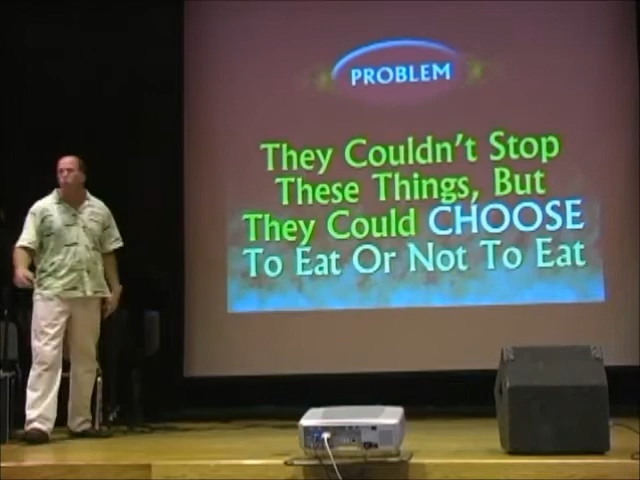 PROBLEM
They Couldn't Stop
These Things, But
They Could CHOOSE
To Eat Or Not To Eat